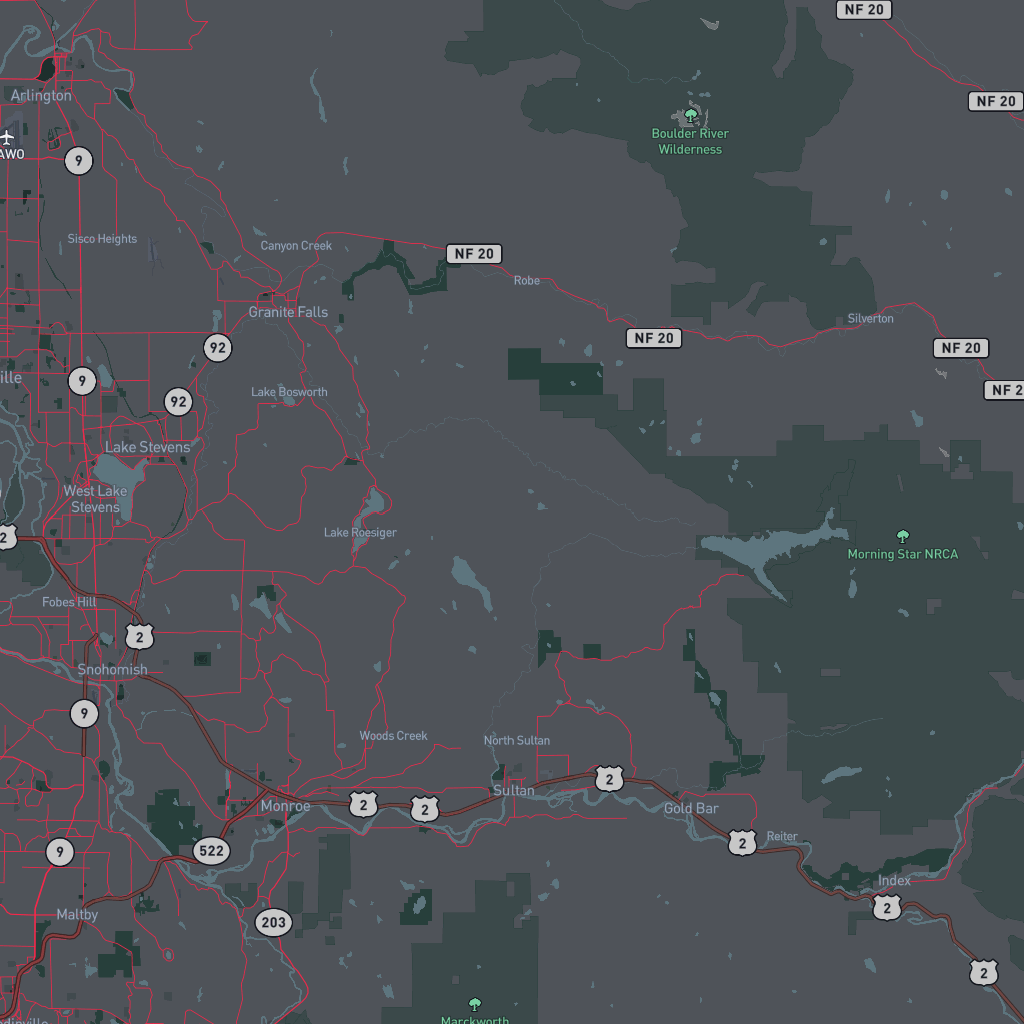 NF 20
Arlington
NF 20
AWO
Boulder River
Wilderness
9
Sisco Heights
Canyon Creek
NF 20
Robe
Granite Falls
Silverton
NF 20
92
NF 20
9
ville
Lake Bosworth
NF 2
92
Lake Stevens
West Lake
Stevens
Lake Roesiger
2
Morning Star NRCA
Fobes Hill
2
Snohomish
9
Woods Creek
North Sultan
2
Sultan
Monroe
2
2
Gold Bar
Reiter
2
9
522
Index
2
Maltby
203
2
Marckworth